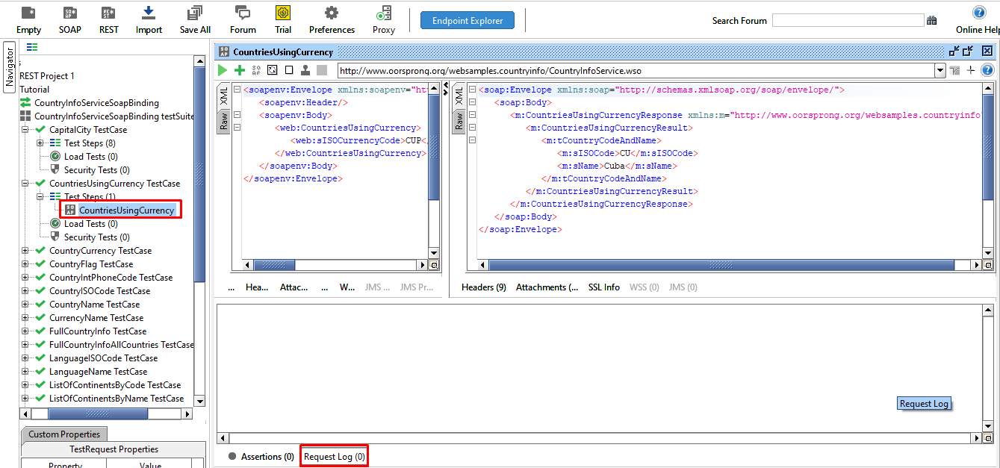 Empty SOAP REST Import Save All Forum Trial Preferences Proxy Endpoint Explorer Search Forum Online Help
Navigator
REST Project 1
Tutorial
CountryInfoServiceSoapBinding
CountryInfoServiceSoapBinding testSuite
CapitalCity TestCase
Test Steps (8)
Load Tests (0)
Security Tests (0)
CountriesUsingCurrency TestCase
Test Steps (1)
SO AP CountriesUsingCurrency
Load Tests (0)
Security Tests (0)
CountryCurrency TestCase
CountryFlag TestCase
CountryIntPhoneCode TestCase
CountryISOCode TestCase
CountryName TestCase
CurrencyName TestCase
FullCountryInfo TestCase
FullCountryInfoAllCountries TestCase
LanguageISOCode TestCase
LanguageName TestCase
ListOfContinentsByCode TestCase
ListOfContinentsByName TestCase
Custom Properties
TestRequest Properties
Property Value
SO AP CountriesUsingCurrency
http://www.oorsprong.org/websamples.countryinfo/CountryInfoService.wso
XML
Raw
<soapenv:Envelope xmlns:soapenv="htt
<soapenv:Header/>
<soapenv:Body>
<web:CountriesUsingCurrency>
<web:sISOCurrencyCode>CUP</
</web:CountriesUsingCurrency>
</soapenv:Body>
</soapenv:Envelope>
... Hea... Attac... ... W... JMS ... JMS Pr...
XML
Raw
<soap:Envelope xmlns:soap="http://schemas.xmlsoap.org/soap/envelope/">
<soap:Body>
<m:CountriesUsingCurrencyResponse xmlns:m="http://www.oorsprong.org/websamples.countryinfo"
<m:CountriesUsingCurrencyResult>
<m:tCountryCodeAndName>
<m:sISOCode>CU</m:sISOCode>
<m:sName>Cuba</m:sName>
</m:tCountryCodeAndName>
</m:CountriesUsingCurrencyResult>
</m:CountriesUsingCurrencyResponse>
</soap:Body>
</soap:Envelope>
Headers (9) Attachments (... SSL Info WSS (0) JMS (0)
Request Log
Assertions (0) Request Log (0)